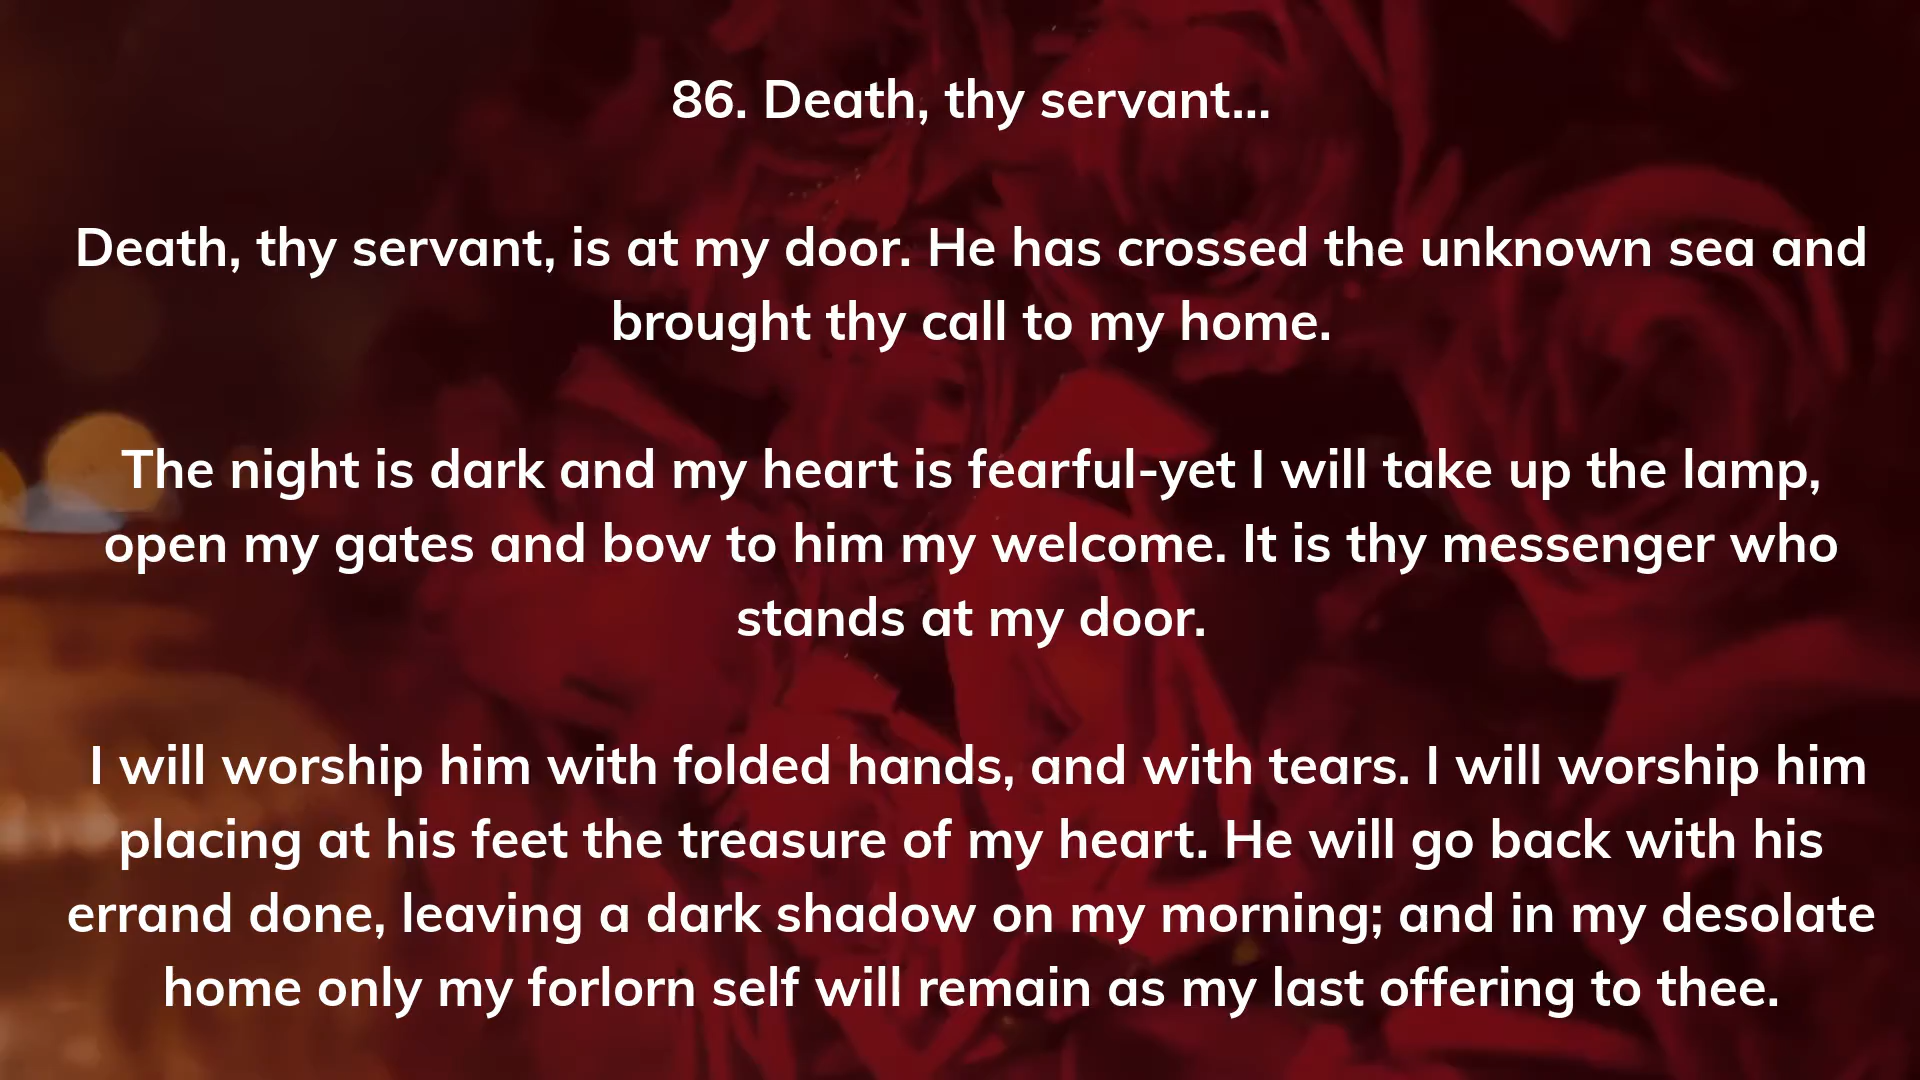 86. Death, thy servant...
Death, thy servant, is at my door. He has crossed the unknown sea and
brought thy call to my home.
The night is dark and my heart is fearful-yet I will take up the lamp,
open my gates and bow to him my welcome. It is thy messenger who
stands at my door.
I will worship him with folded hands, and with tears. I will worship him
placing at his feet the treasure of my heart. He will go back with his
errand done, leaving a dark shadow on my morning; and in my desolate
home only my forlorn self will remain as my last offering to thee.